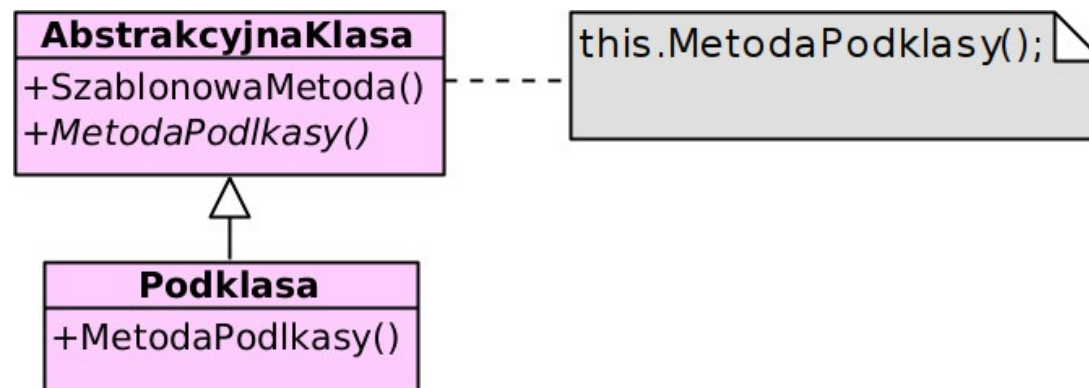 AbstrakcyjnaKlasa
+SzablonowaMetoda()
+MetodaPodlkasy()
this.MetodaPodklasy();
Podklasa
+MetodaPodlkasy()